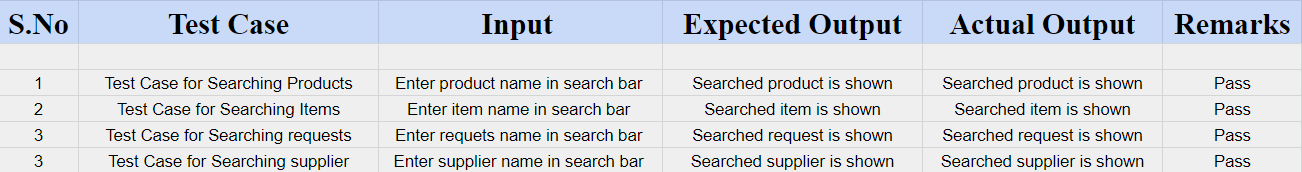 S.No Test Case Input Expected Output Actual Output Remarks
1 Test Case for Searching Products Enter product name in search bar Searched product is shown Searched product is shown Pass
2 Test Case for Searching Items Enter item name in search bar Searched item is shown Searched item is shown Pass
3 Test Case for Searching requests Enter requets name in search bar Searched request is shown Searched request is shown Pass
3 Test Case for Searching supplier Enter supplier name in search bar Searched supplier is shown Searched supplier is shown Pass